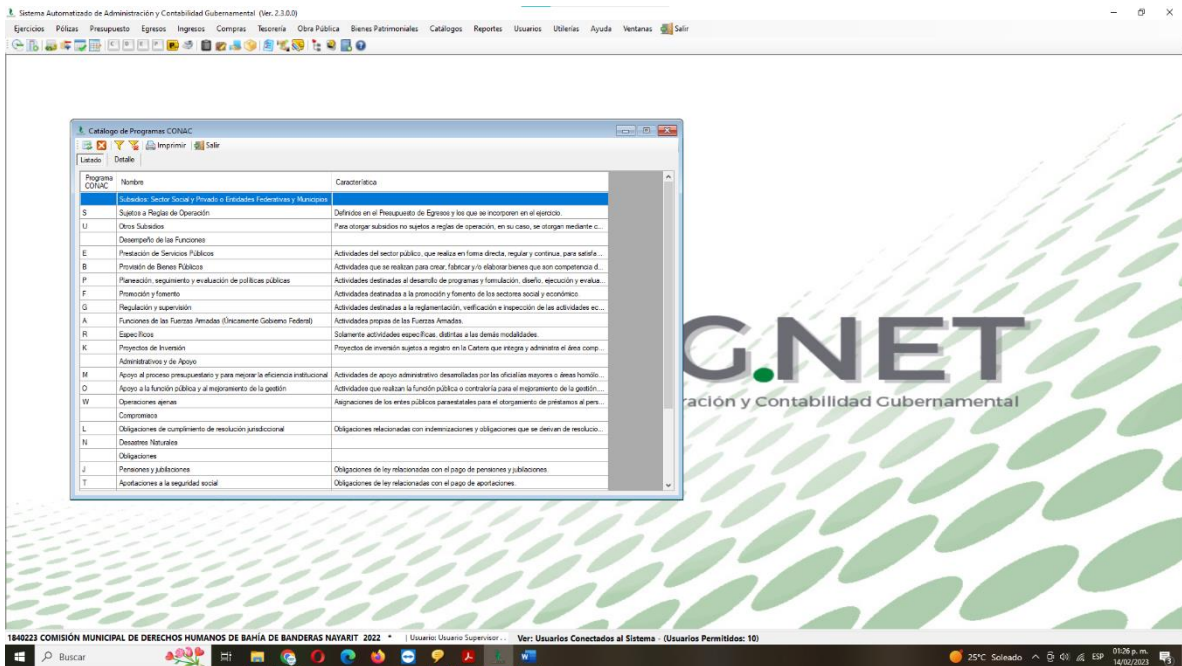 Sistema Automatizado de Administración y Contabilidad Gubernamental (Ver. 2.3.0.0)
Ejercicios Pólizas Presupuesto Egresos Ingresos Compras Tesorería Obra Pública Bienes Patrimoniales Catálogos Reportes Usuarios Utilerías Ayuda Ventanas Salir
Catálogo de Programas CONAC
Imprimir Salir
Listado Detalle
Programa CONAC Nombre Característica
Subsidios: Sector Social y Privado o Entidades Federativas y Municipios
S Sujetos a Reglas de Operación Definidos en el Presupuesto de Egresos y los que se incorporen en el ejercicio.
U Otros Subsidios Para otorgar subsidios no sujetos a reglas de operación, en su caso, se otorgan mediante c...
Desempeño de las Funciones
E Prestación de Servicios Públicos Actividades del sector público, que realiza en forma directa, regular y continua, para satisfa...
B Provisión de Bienes Públicos Actividades que se realizan para crear, fabricar y/o elaborar bienes que son competencia d...
P Planeación, seguimiento y evaluación de políticas públicas Actividades destinadas al desarrollo de programas y formulación, diseño, ejecución y evalua...
F Promoción y fomento Actividades destinadas a la promoción y fomento de los sectores social y económico.
G Regulación y supervisión Actividades destinadas a la reglamentación, verificación e inspección de las actividades ec...
A Funciones de las Fuerzas Armadas (Únicamente Gobierno Federal) Actividades propias de las Fuerzas Armadas.
R Específicos Solamente actividades específicas, distintas a las demás modalidades.
K Proyectos de Inversión Proyectos de inversión sujetos a registro en la Cartera que integra y administra el área comp...
Administrativos y de Apoyo
M Apoyo al proceso presupuestario y para mejorar la eficiencia institucional Actividades de apoyo administrativo desarrolladas por las oficialías mayores o áreas homólo...
O Apoyo a la función pública y al mejoramiento de la gestión Actividades que realizan la función pública o contraloría para el mejoramiento de la gestión....
W Operaciones ajenas Asignaciones de los entes públicos paraestatales para el otorgamiento de préstamos al pers...
Compromisos
L Obligaciones de cumplimiento de resolución jurisdiccional Obligaciones relacionadas con indemnizaciones y obligaciones que se derivan de resolucio...
N Desastres Naturales
Obligaciones
J Pensiones y jubilaciones Obligaciones de ley relacionadas con el pago de pensiones y jubilaciones.
T Aportaciones a la seguridad social Obligaciones de ley relacionadas con el pago de aportaciones.
G.NET
ración y Contabilidad Gubernamental
1840223 COMISIÓN MUNICIPAL DE DERECHOS HUMANOS DE BAHÍA DE BANDERAS NAYARIT 2022 * | Usuario: Usuario Supervisor . . Ver: Usuarios Conectados al Sistema - (Usuarios Permitidos: 10)
Buscar
25°C Soleado ESP 01:26 p. m.
14/02/2023